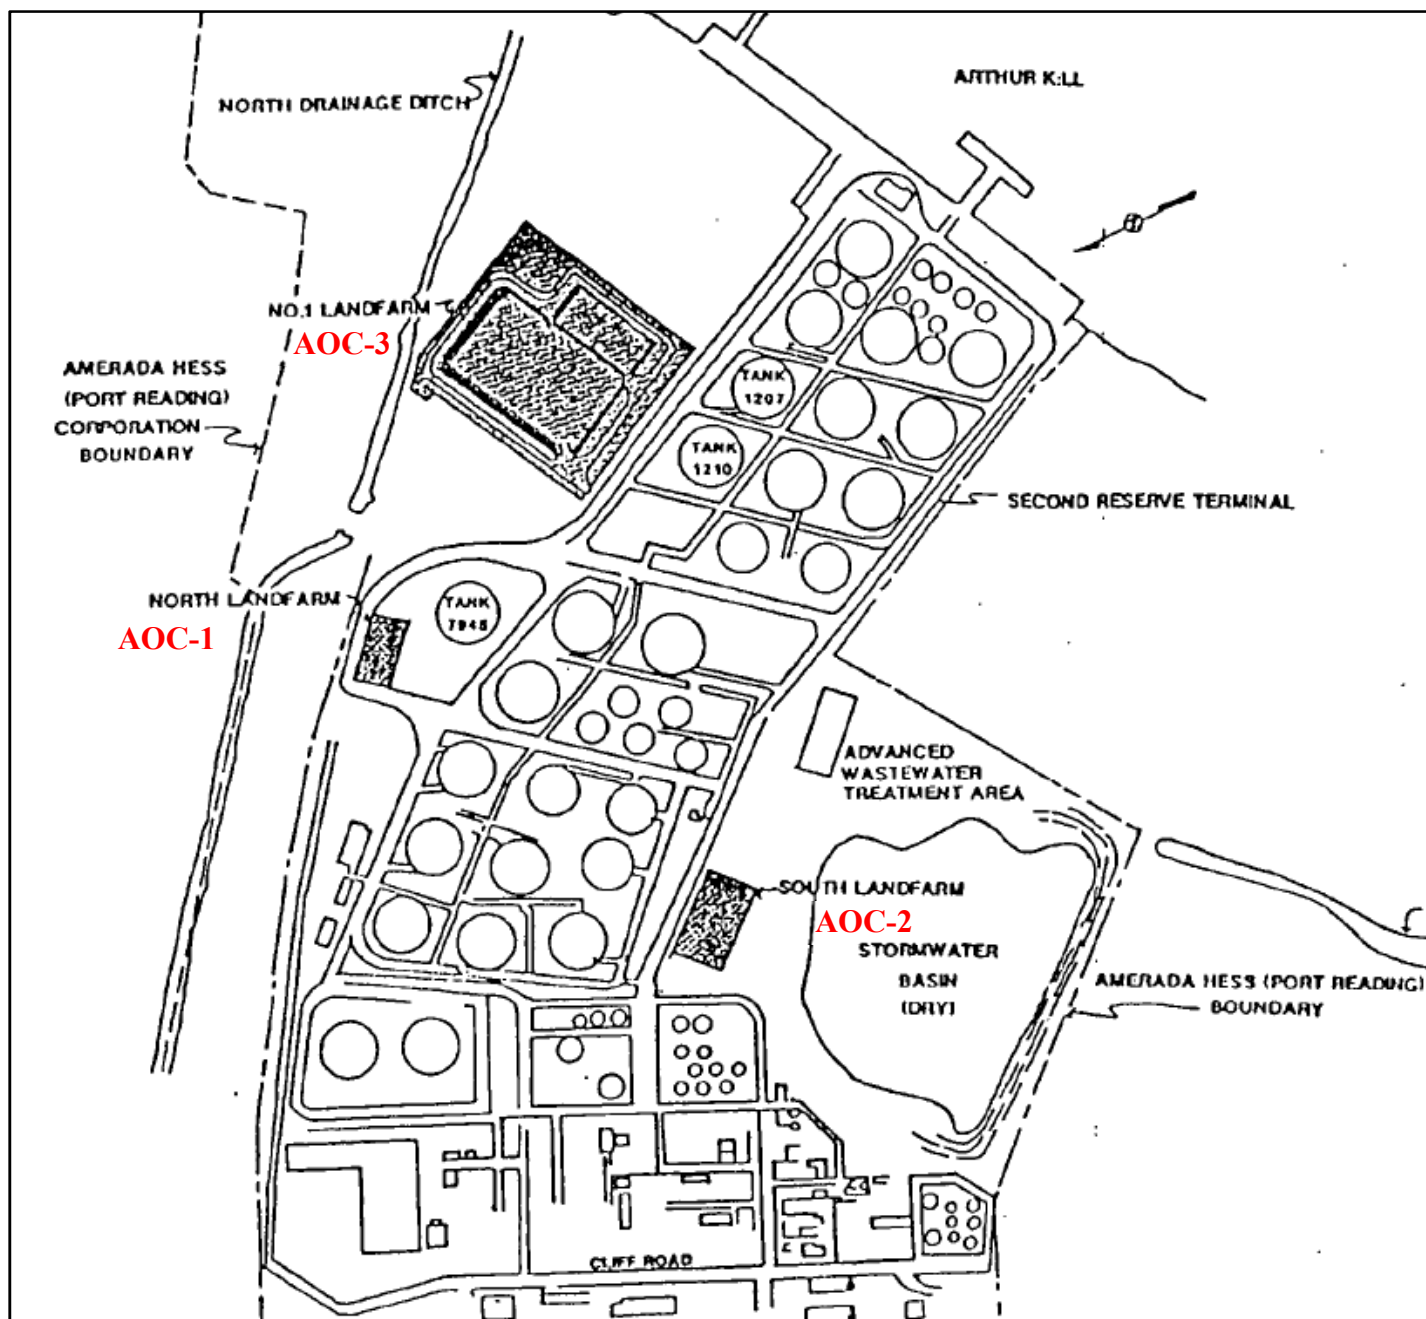 ARTHUR KILL
NORTH DRAINAGE DITCH
NO.1 LANDFARM
AOC-3
AMERADA HESS
(PORT READING)
CORPORATION
BOUNDARY
TANK
1207
TANK
1210
SECOND RESERVE TERMINAL
NORTH LANDFARM
AOC-1
TANK
7945
ADVANCED
WASTEWATER
TREATMENT AREA
SOUTH LANDFARM
AOC-2
STORMWATER
BASIN
(DRY)
AMERADA HESS (PORT READING)
BOUNDARY
CLIFF ROAD